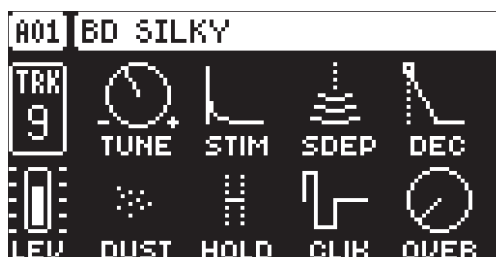 A01 BD SILKY
TRK
9
TUNE STIM SDEP DEC
LEV DUST HOLD CLIK OVER